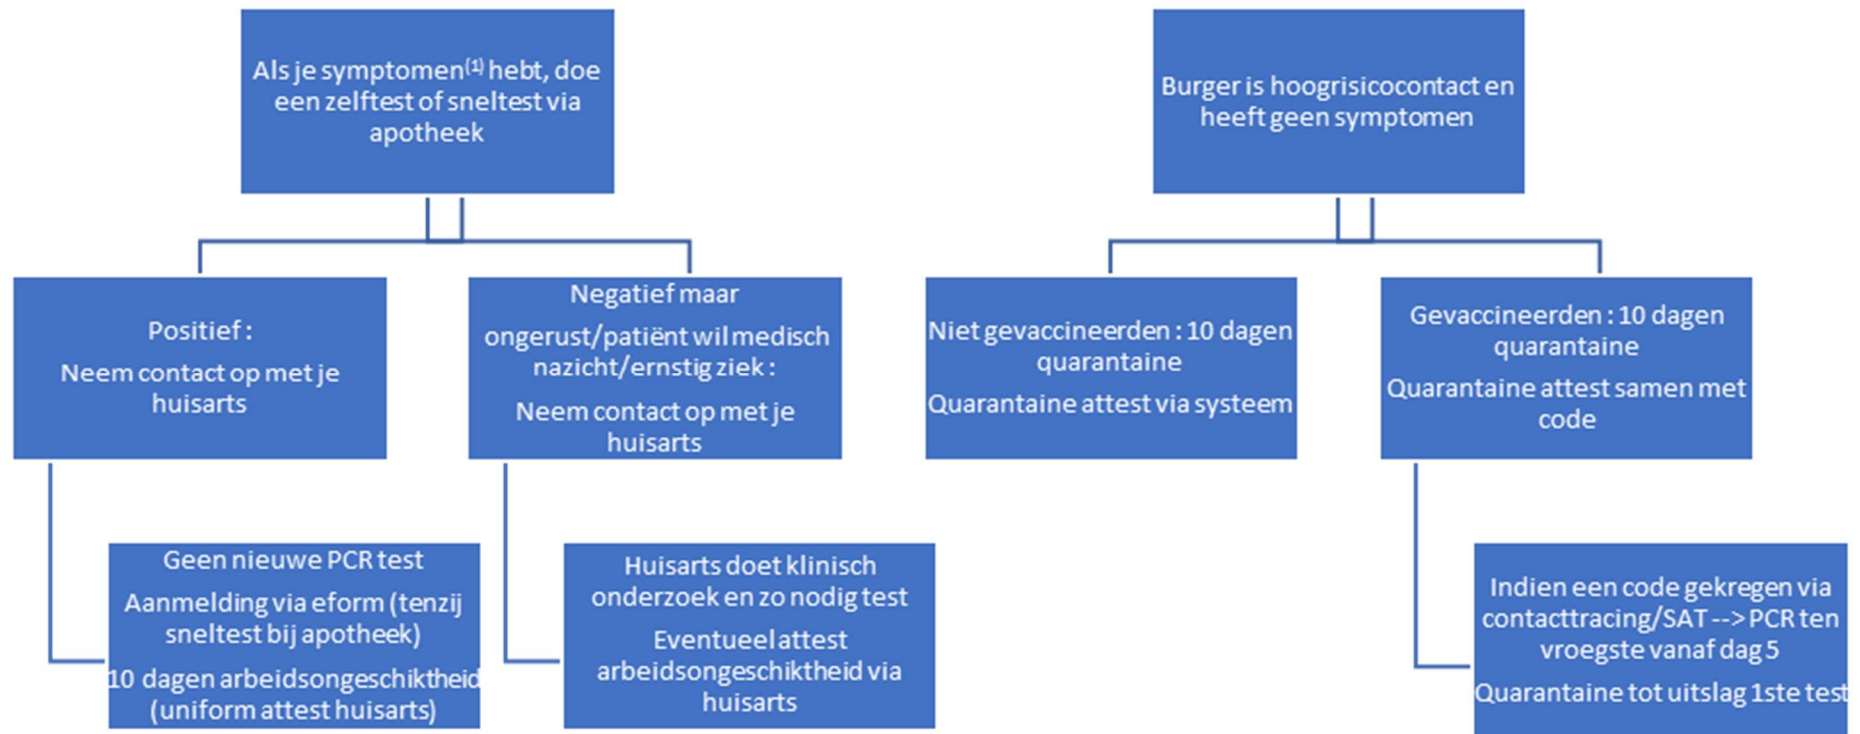 Als je symptomen(1) hebt, doe
een zelftest of sneltest via
apotheek
Positief :
Neem contact op met je
huisarts
Geen nieuwe PCR test
Aanmelding via eform (tenzij
sneltest bij apotheek)
10 dagen arbeidsongeschiktheid
(uniform attest huisarts)
Negatief maar
ongerust/patiënt wil medisch
nazicht/ernstig ziek :
Neem contact op met je
huisarts
Huisarts doet klinisch
onderzoek en zo nodig test
Eventueel attest
arbeidsongeschiktheid via
huisarts
Burger is hoogrisicocontact en
heeft geen symptomen
Niet gevaccineerden : 10 dagen
quarantaine
Quarantaine attest via systeem
Gevaccineerden : 10 dagen
quarantaine
Quarantaine attest samen met
code
Indien een code gekregen via
contacttracing/SAT --> PCR ten
vroegste vanaf dag 5
Quarantaine tot uitslag 1ste test